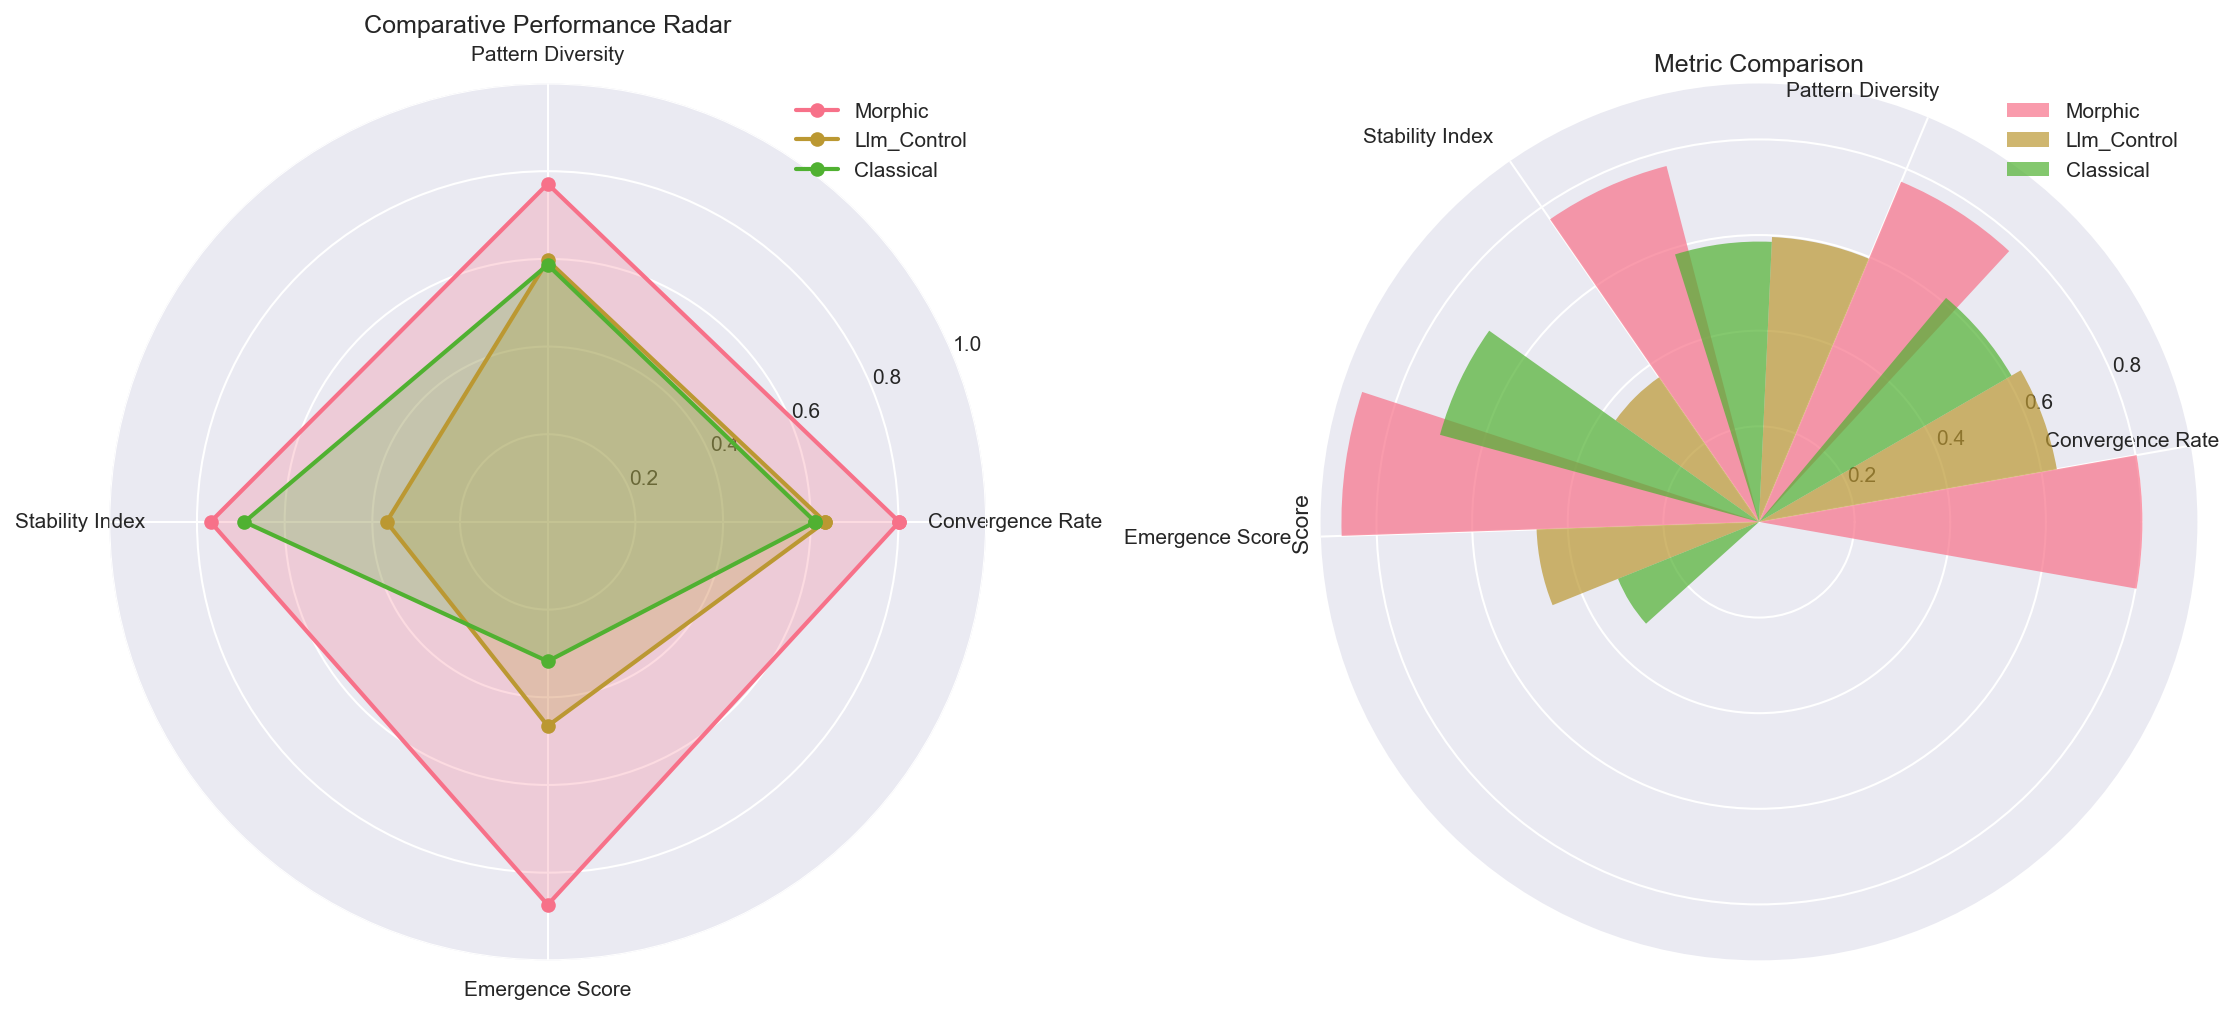 Comparative Performance Radar
Pattern Diversity
Morphic
Llm_Control
Classical
1.0
0.8
0.6
0.4
0.2
Stability Index
Convergence Rate
Emergence Score
Metric Comparison
Pattern Diversity
Morphic
Llm_Control
Classical
Stability Index
0.8
0.6
0.4
0.2
Convergence Rate
Emergence Score
Score